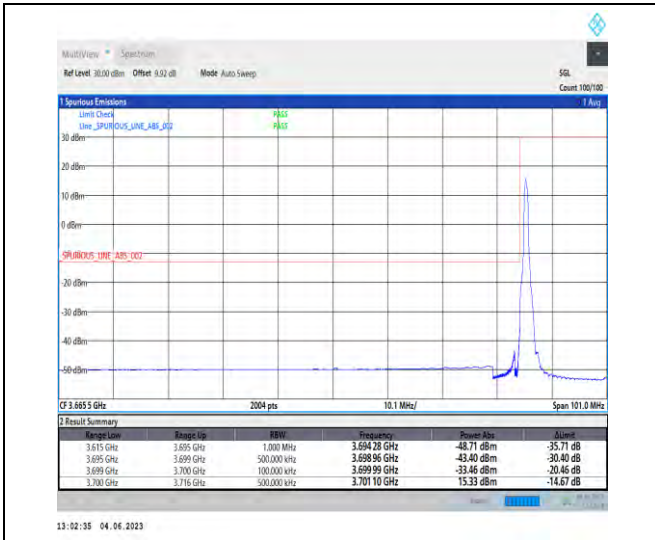 MultiView Spectrum
Ref Level 30.00 dBm Offset 9.92 dB Mode Auto Sweep SGL
Count 100/100
1 Spurious Emissions 1 Avg
Limit Check PASS
Line _SPURIOUS_LINE_ABS_002 PASS
30 dBm
20 dBm
10 dBm
0 dBm
_SPURIOUS_LINE_ABS_002
-20 dBm
-30 dBm
-40 dBm
-50 dBm
CF 3.665 5 GHz 2004 pts 10.1 MHz/ Span 101.0 MHz
2 Result Summary
Range Low Range Up RBW Frequency Power Abs ΔLimit
3.615 GHz 3.695 GHz 1.000 MHz 3.694 28 GHz -48.71 dBm -35.71 dB
3.695 GHz 3.699 GHz 500.000 kHz 3.698 96 GHz -43.40 dBm -30.40 dB
3.699 GHz 3.700 GHz 100.000 kHz 3.699 99 GHz -33.46 dBm -20.46 dB
3.700 GHz 3.716 GHz 500.000 kHz 3.701 10 GHz 15.33 dBm -14.67 dB
13:02:35 04.06.2023